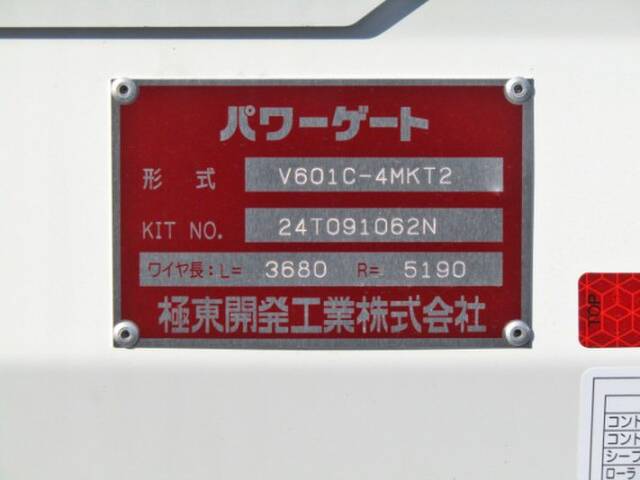 パワーゲート
形 式 V601C-4MKT2
KIT NO. 24T091062N
ワイヤ長:L= 3680 R= 5190
極東開発工業株式会社
TOP
コント
コント
シーブ
ローラ